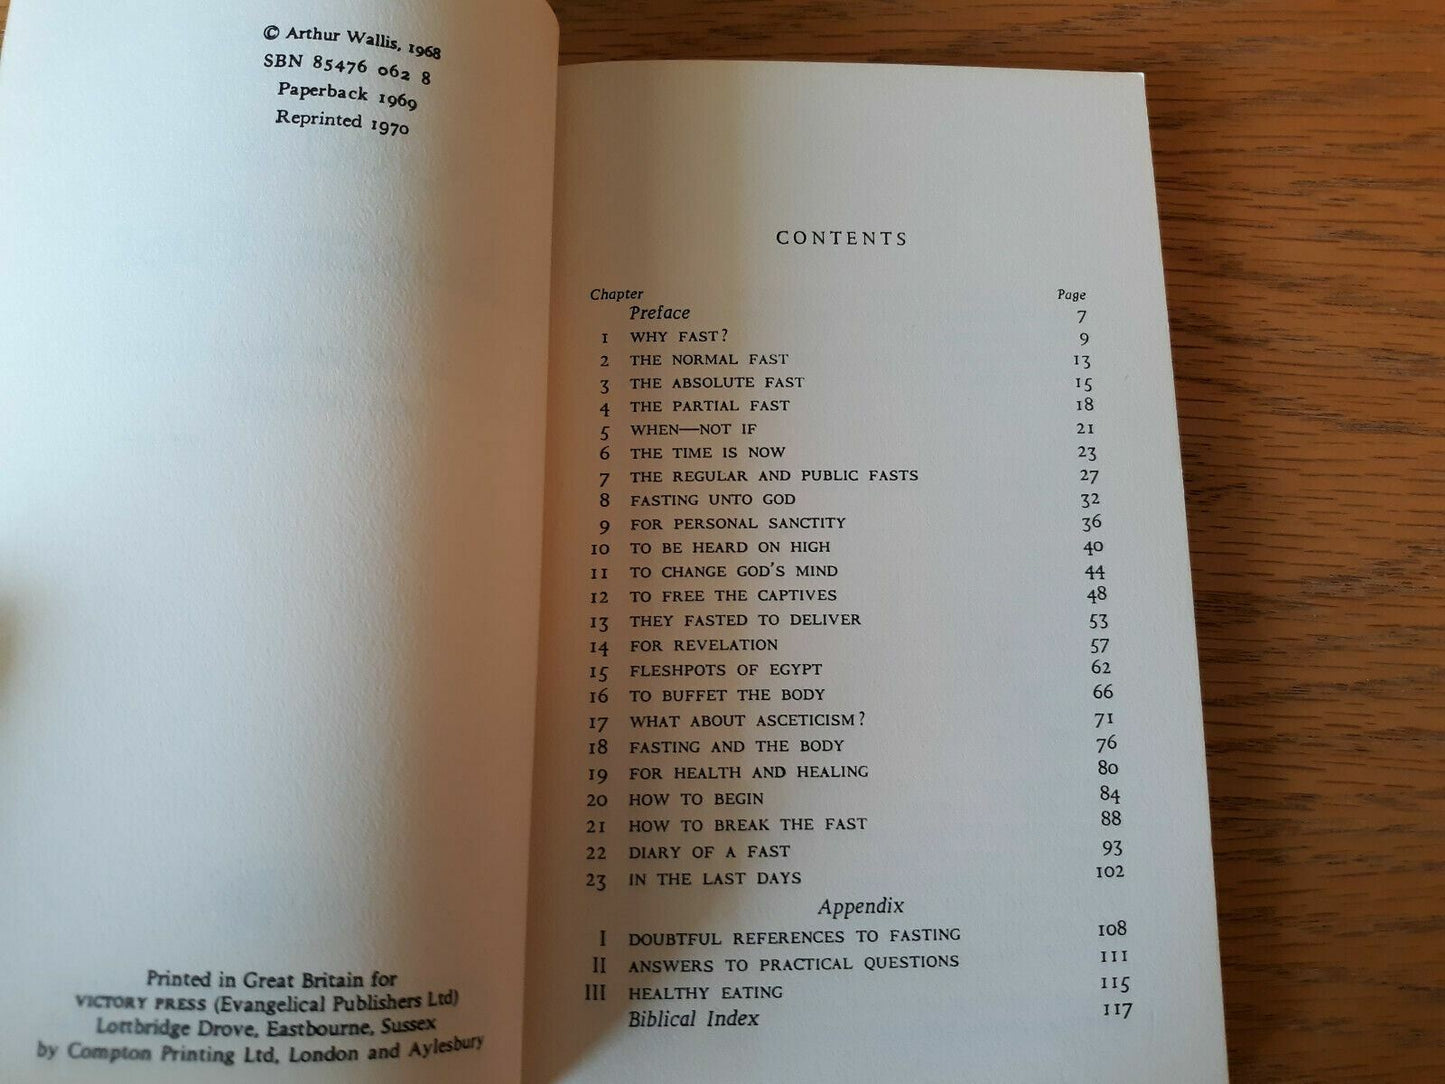 © Arthur Wallis, 1968
SBN 85476 062 8
Paperback 1969
Reprinted 1970
Printed in Great Britain for
VICTORY PRESS (Evangelical Publishers Ltd)
Lottbridge Drove, Eastbourne, Sussex
by Compton Printing Ltd, London and Aylesbury
CONTENTS
Chapter Page
Preface 7
1 WHY FAST? 9
2 THE NORMAL FAST 13
3 THE ABSOLUTE FAST 15
4 THE PARTIAL FAST 18
5 WHEN—NOT IF 21
6 THE TIME IS NOW 23
7 THE REGULAR AND PUBLIC FASTS 27
8 FASTING UNTO GOD 32
9 FOR PERSONAL SANCTITY 36
10 TO BE HEARD ON HIGH 40
11 TO CHANGE GOD'S MIND 44
12 TO FREE THE CAPTIVES 48
13 THEY FASTED TO DELIVER 53
14 FOR REVELATION 57
15 FLESHPOTS OF EGYPT 62
16 TO BUFFET THE BODY 66
17 WHAT ABOUT ASCETICISM? 71
18 FASTING AND THE BODY 76
19 FOR HEALTH AND HEALING 80
20 HOW TO BEGIN 84
21 HOW TO BREAK THE FAST 88
22 DIARY OF A FAST 93
23 IN THE LAST DAYS 102
Appendix
I DOUBTFUL REFERENCES TO FASTING 108
II ANSWERS TO PRACTICAL QUESTIONS 111
III HEALTHY EATING 115
Biblical Index 117